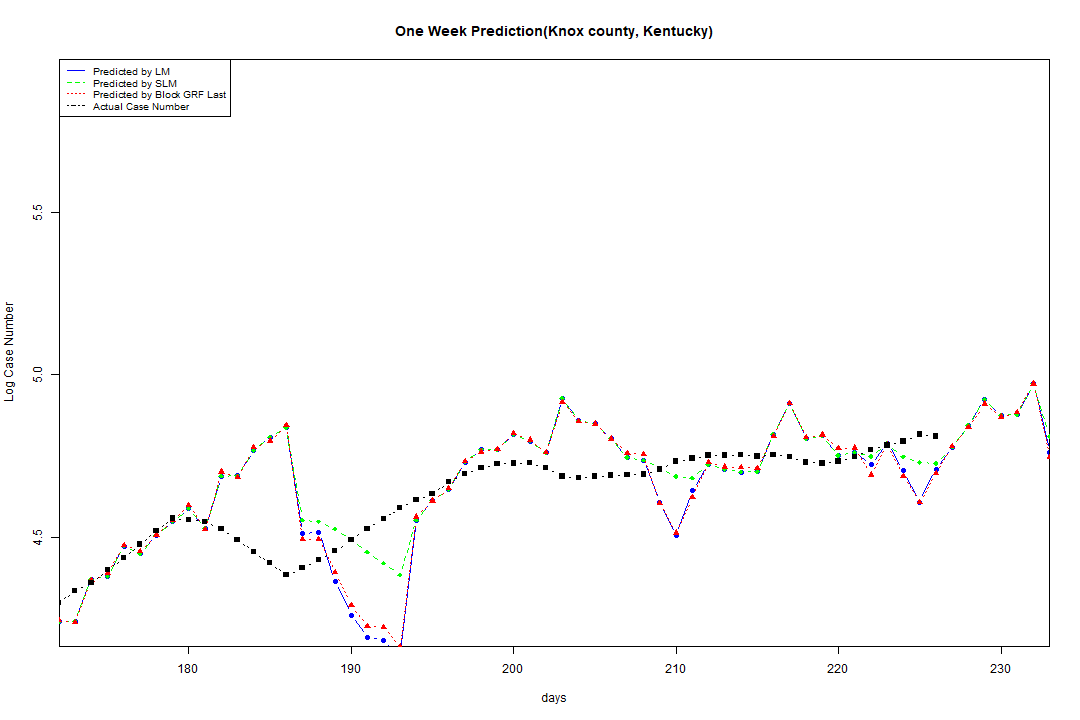 One Week Prediction(Knox county, Kentucky)
Predicted by LM
Predicted by SLM
Predicted by Block GRF Last
Actual Case Number
5.5
5.0
4.5
Log Case Number
180 190 200 210 220 230
days